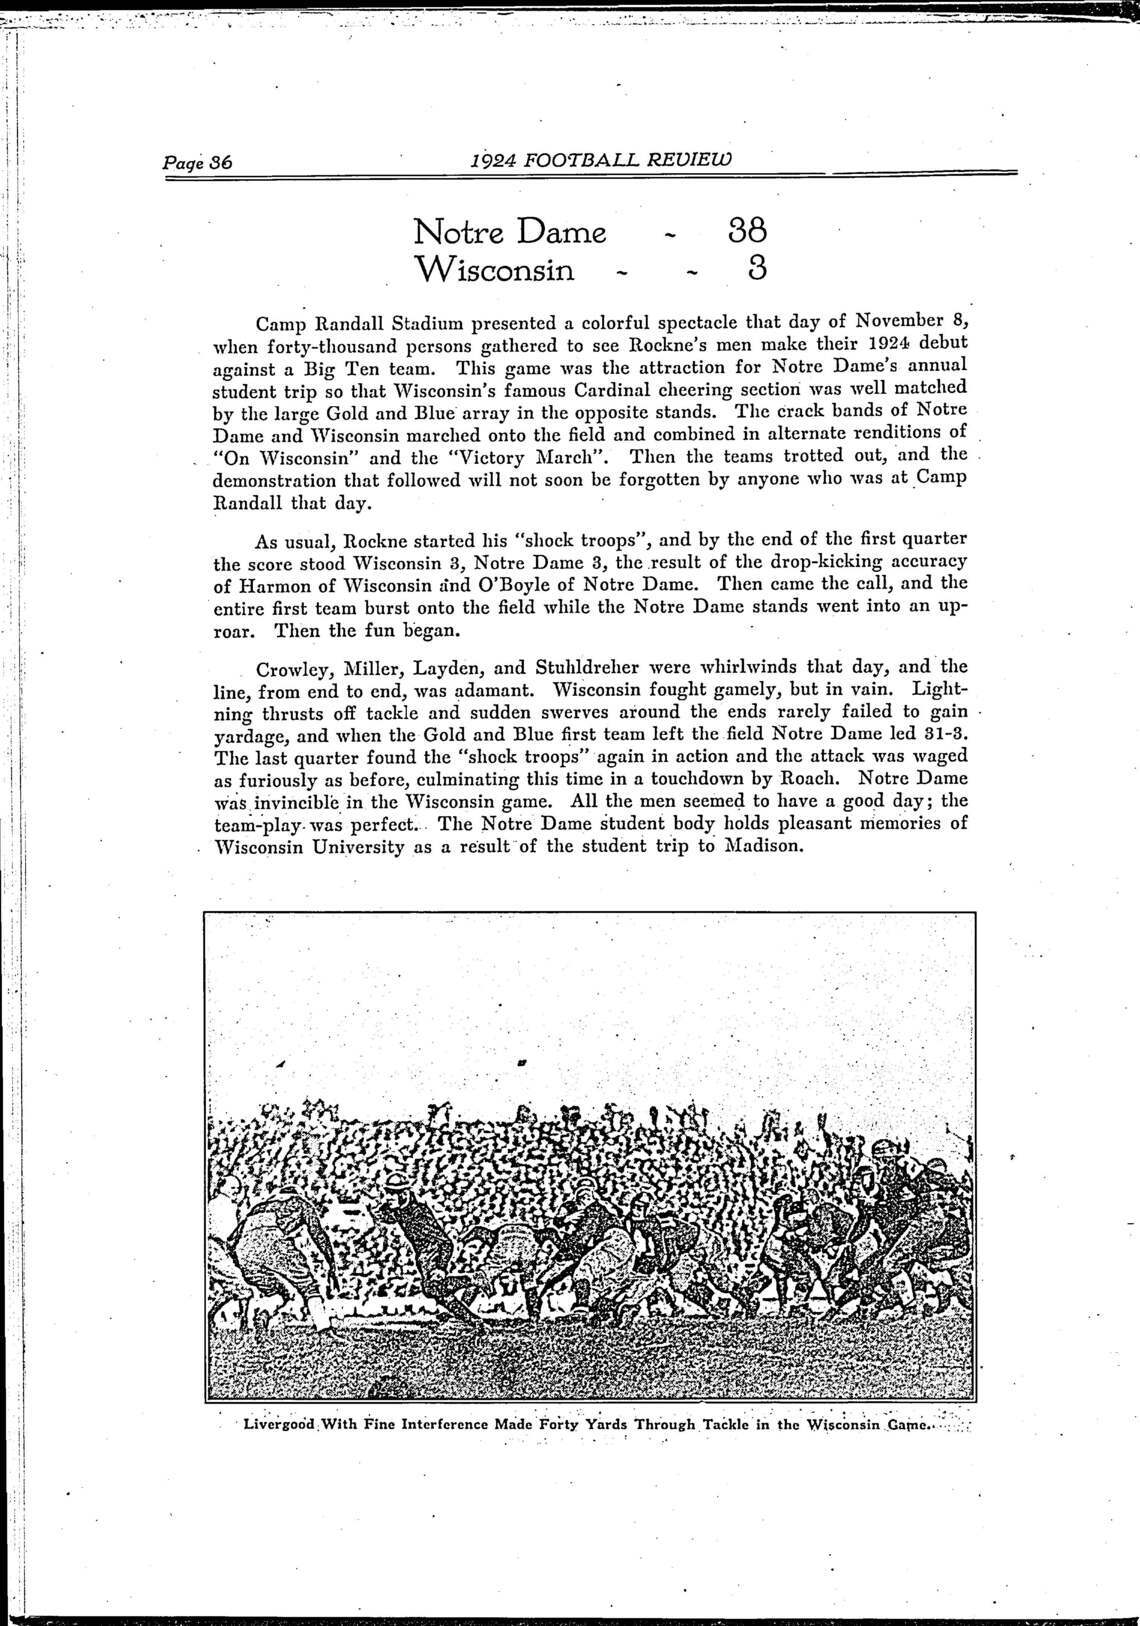 Page 36
1924 FOOTBALL REVIEW
Notre Dame ~ 38
Wisconsin ~ ~ 3
Camp Randall Stadium presented a colorful spectacle that day of November 8,
when forty-thousand persons gathered to see Rockne's men make their 1924 debut
against a Big Ten team. This game was the attraction for Notre Dame's annual
student trip so that Wisconsin's famous Cardinal cheering section was well matched
by the large Gold and Blue array in the opposite stands. The crack bands of Notre
Dame and Wisconsin marched onto the field and combined in alternate renditions of
"On Wisconsin" and the "Victory March". Then the teams trotted out, and the
demonstration that followed will not soon be forgotten by anyone who was at Camp
Randall that day.
As usual, Rockne started his "shock troops", and by the end of the first quarter
the score stood Wisconsin 3, Notre Dame 3, the result of the drop-kicking accuracy
of Harmon of Wisconsin and O'Boyle of Notre Dame. Then came the call, and the
entire first team burst onto the field while the Notre Dame stands went into an up-
roar. Then the fun began.
Crowley, Miller, Layden, and Stuhldreher were whirlwinds that day, and the
line, from end to end, was adamant. Wisconsin fought gamely, but in vain. Light-
ning thrusts off tackle and sudden swerves around the ends rarely failed to gain
yardage, and when the Gold and Blue first team left the field Notre Dame led 31-3.
The last quarter found the "shock troops" again in action and the attack was waged
as furiously as before, culminating this time in a touchdown by Roach. Notre Dame
was invincible in the Wisconsin game. All the men seemed to have a good day; the
team-play was perfect. The Notre Dame student body holds pleasant memories of
Wisconsin University as a result of the student trip to Madison.
Livergood With Fine Interference Made Forty Yards Through Tackle in the Wisconsin Game.